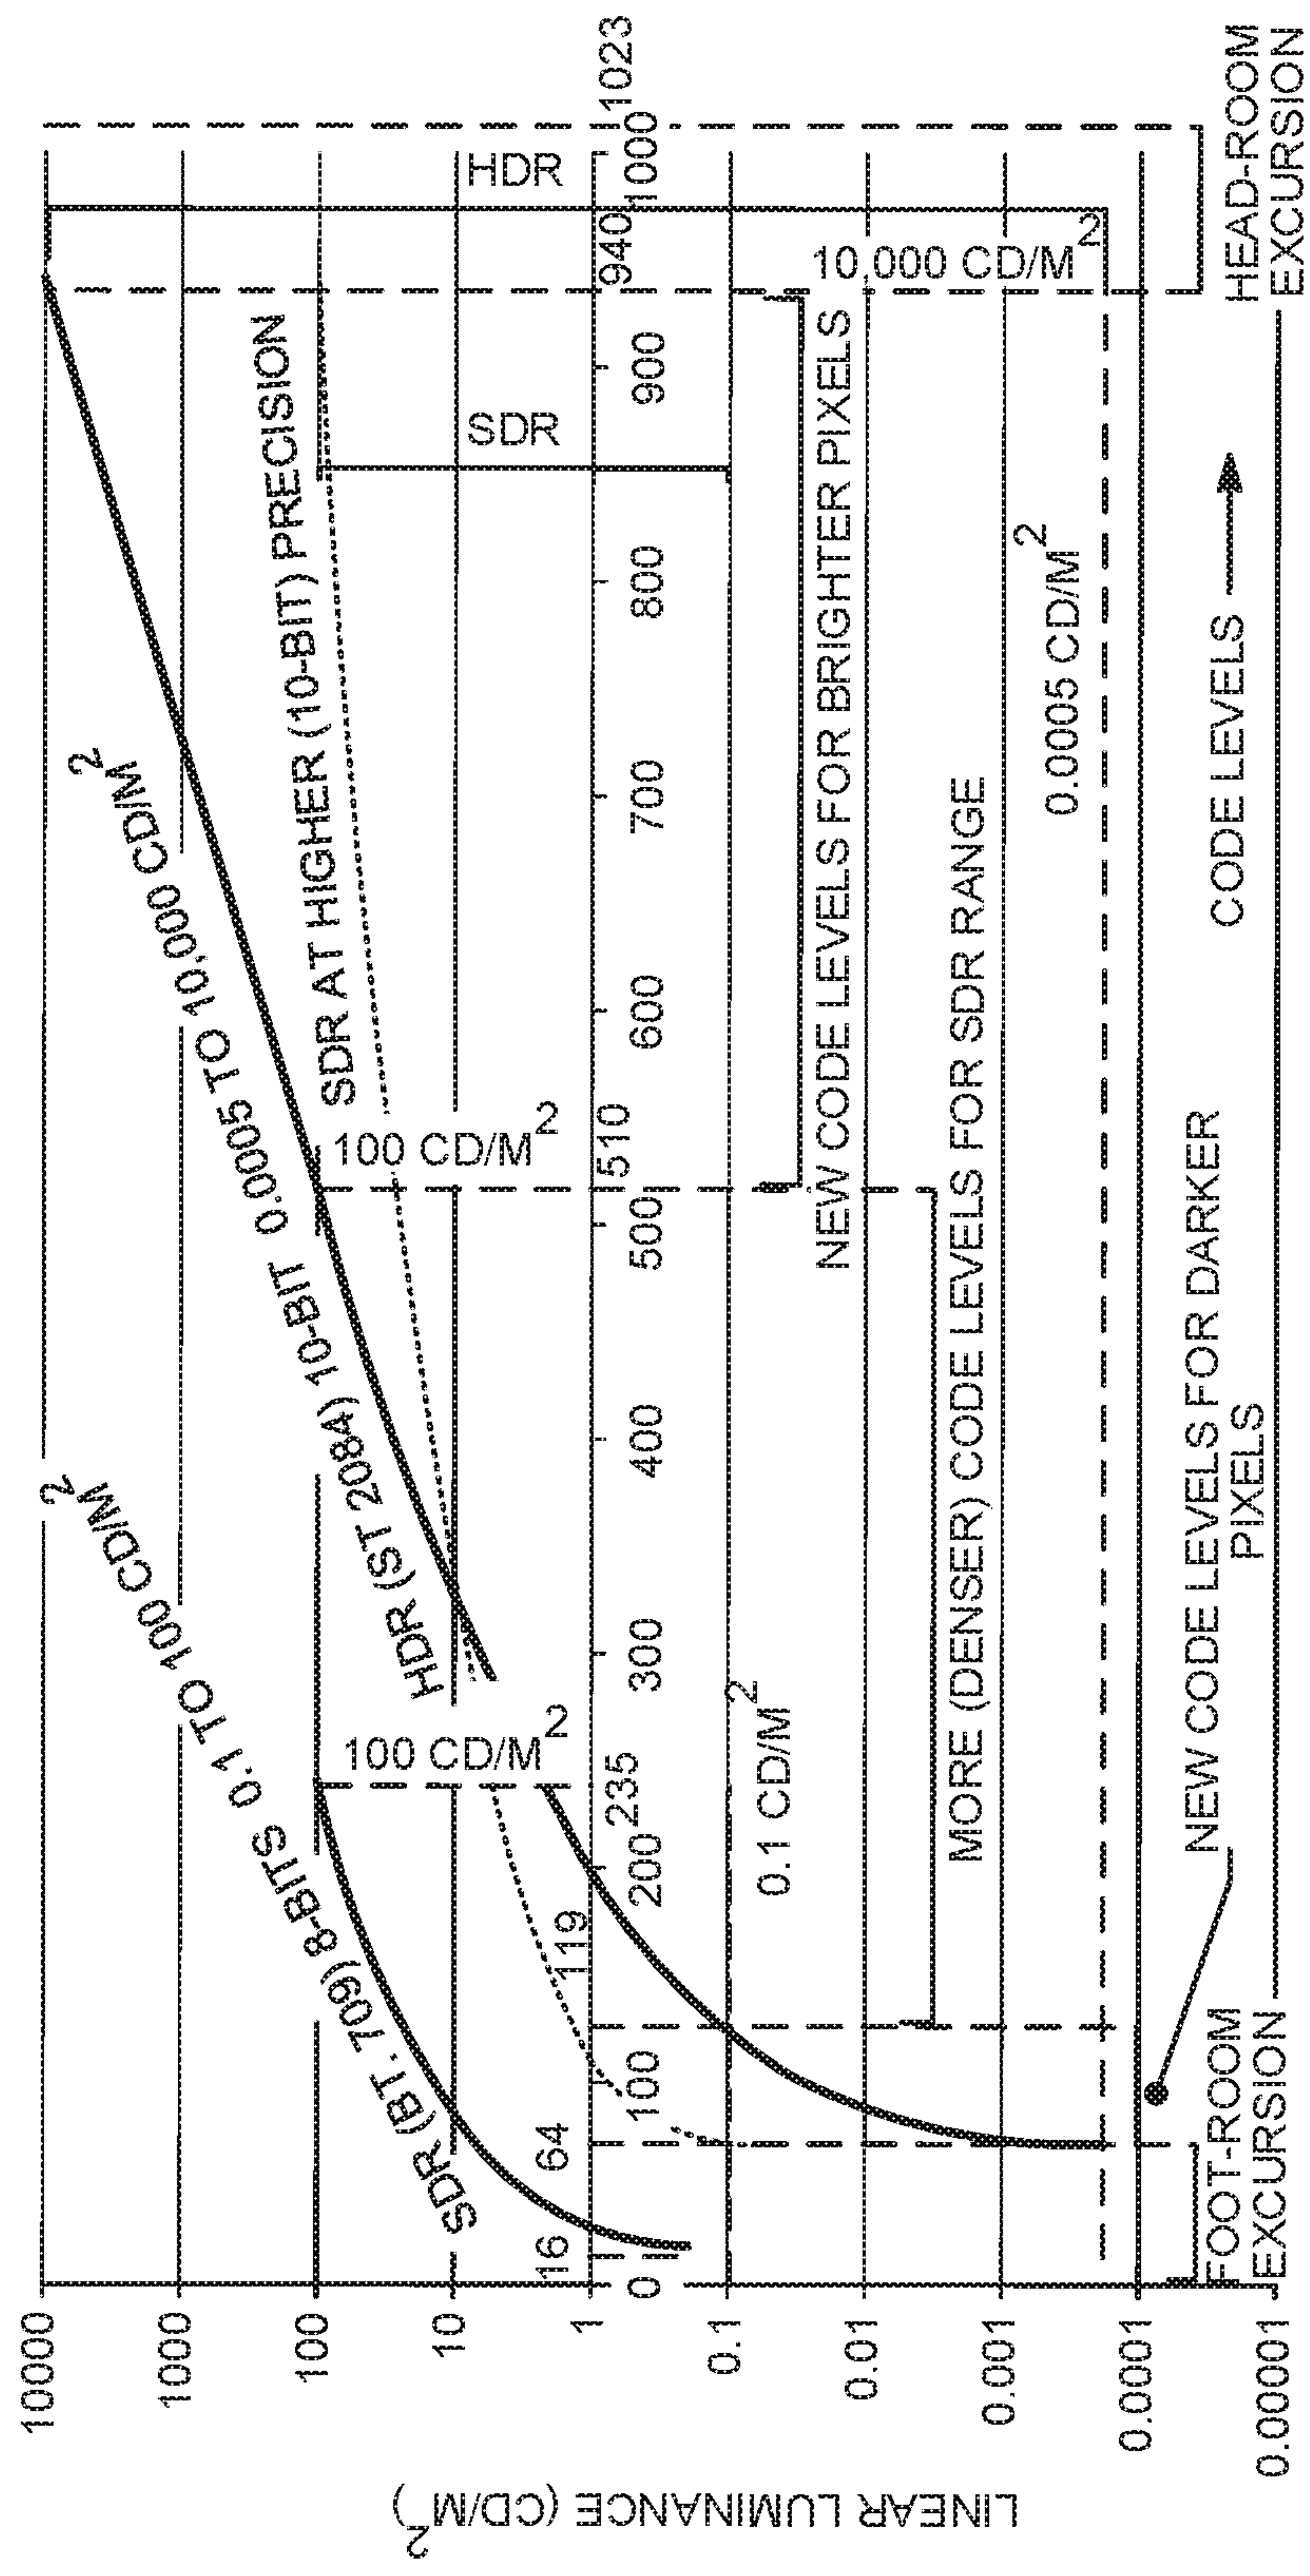 LINEAR LUMINANCE (CD/M²)
10000
1000
100
10
1
0.1
0.01
0.001
0.0001
0.00001
SDR (BT. 709) 8-BITS 0.1 TO 100 CD/M²
HDR (ST 2084) 10-BIT 0.0005 TO 10,000 CD/M²
SDR AT HIGHER (10-BIT) PRECISION
100 CD/M²
100 CD/M²
SDR
HDR
16
64
119
235
510
940
1023
0
100
200
300
400
500
600
700
800
900
1000
0.1 CD/M²
10,000 CD/M²
NEW CODE LEVELS FOR BRIGHTER PIXELS
MORE (DENSER) CODE LEVELS FOR SDR RANGE
0.0005 CD/M²
FOOT-ROOM
EXCURSION
NEW CODE LEVELS FOR DARKER
PIXELS
CODE LEVELS
HEAD-ROOM
EXCURSION